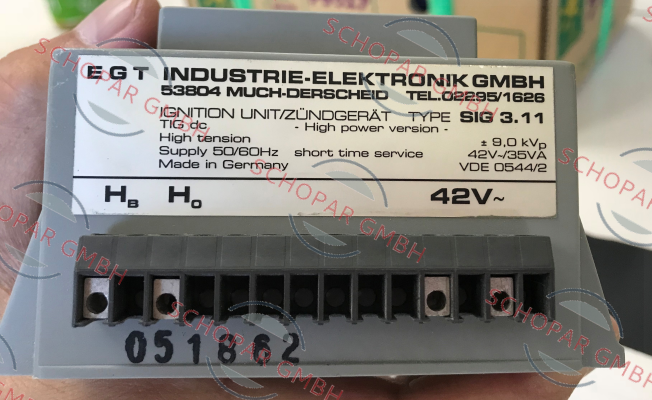 EGT INDUSTRIE-ELEKTRONIK GMBH
53804 MUCH-DERSCHEID TEL.02295/1626
IGNITION UNIT/ZÜNDGERÄT TYPE SIG 3.11
TIG dc - High power version -
High tension ± 9,0 kVp
Supply 50/60Hz short time service 42V~/35VA
Made in Germany VDE 0544/2
HB HO 42V~
051862
SCHOPAR GMBH